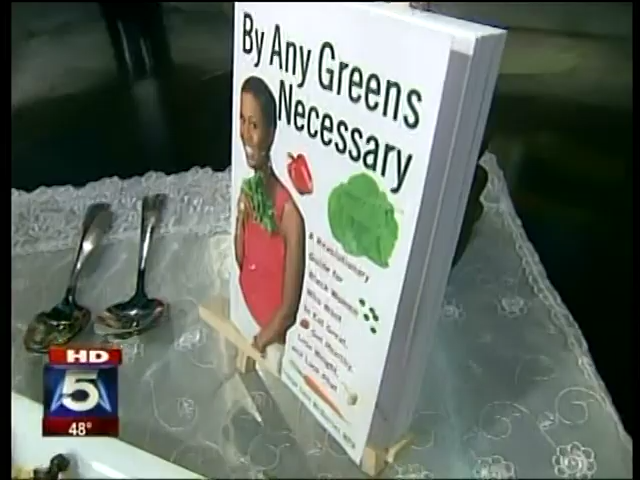 By Any Greens
Necessary
A Revolutionary
Guide for
Black Women
Who Want
to Eat Great,
Get Healthy,
Lose Weight,
and Look Phat
HD
5
48°